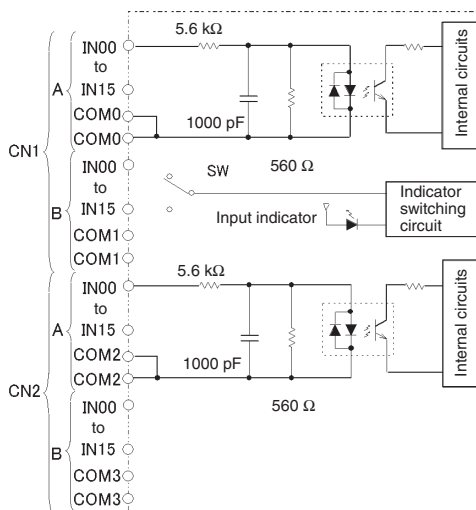 CN1
A
IN00
to
IN15
COM0
COM0
5.6 kΩ
1000 pF
560 Ω
Internal circuits
B
IN00
to
IN15
COM1
COM1
SW
Input indicator
Indicator
switching
circuit
CN2
A
IN00
to
IN15
COM2
COM2
5.6 kΩ
1000 pF
560 Ω
Internal circuits
B
IN00
to
IN15
COM3
COM3